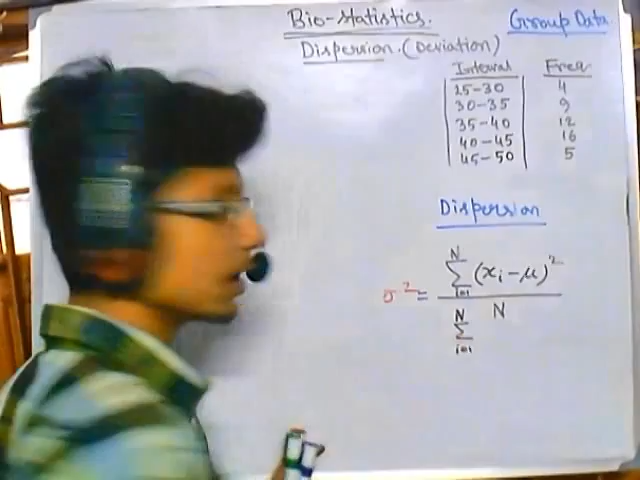 Bio-Statistics.
Group Data
Dispersion. (Deviation)
Interval Freq
25-30 4
30-35 9
35-40 12
40-45 16
45-50 5
Dispersion
σ² = N Σ i=1 (xi-μ)²
N Σ i=1 N